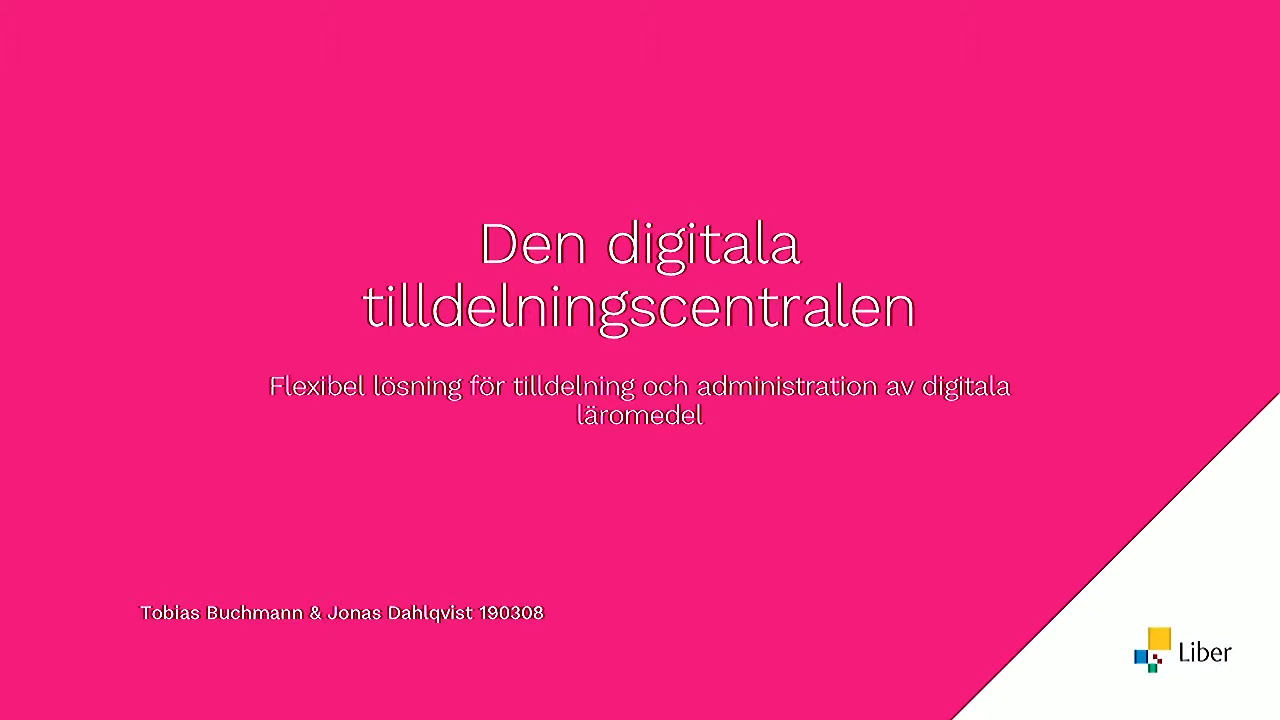 Den digitala
tilldelningscentralen
Flexibel lösning för tilldelning och administration av digitala
läromedel
Tobias Buchmann & Jonas Dahlqvist 190308
Liber